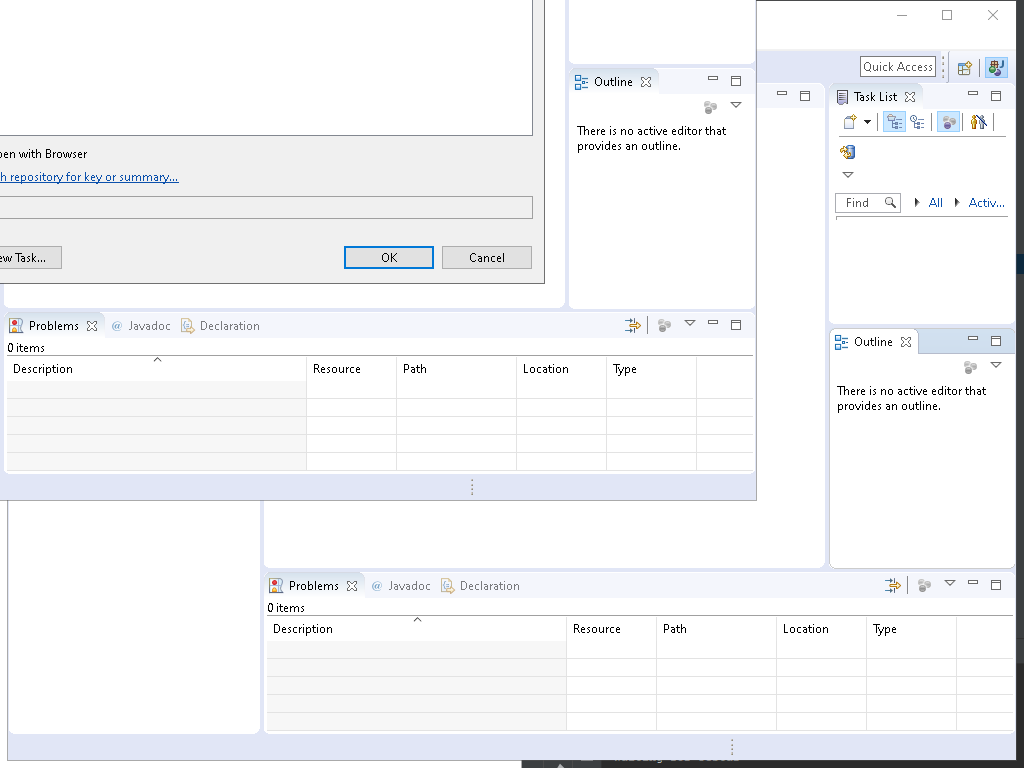 Quick Access
Outline
Task List
There is no active editor that
provides an outline.
pen with Browser
h repository for key or summary...
Find
All
Activ...
ew Task...
OK
Cancel
Problems
@ Javadoc
Declaration
0 items
Description
Resource
Path
Location
Type
Outline
There is no active editor that
provides an outline.
Problems
@ Javadoc
Declaration
0 items
Description
Resource
Path
Location
Type